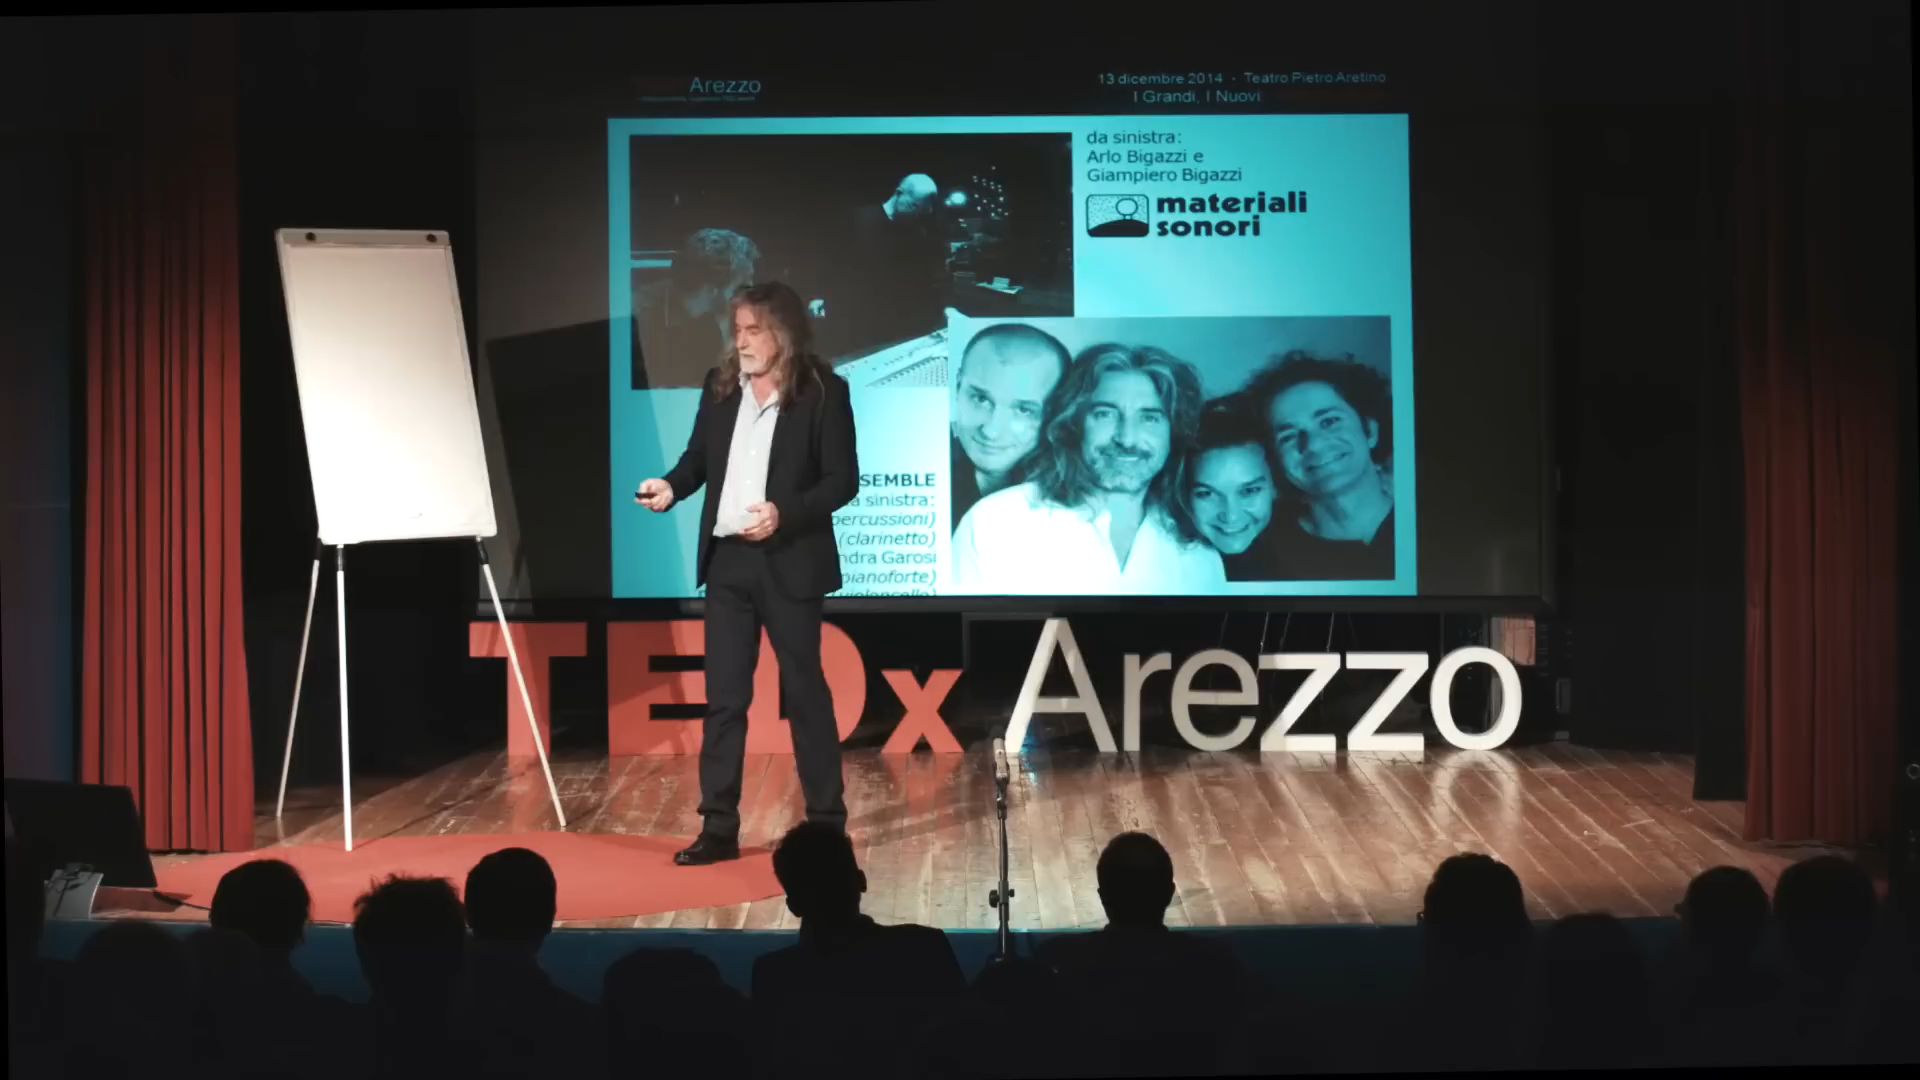 Arezzo
13 dicembre 2014 - Teatro Pietro Aretino
I Grandi, I Nuovi
da sinistra:
Arlo Bigazzi e
Giampiero Bigazzi
materiali
sonori
SEMBLE
a sinistra:
percussioni)
(clarinetto)
ndra Garosi
pianoforte)
violoncello)
TEDx Arezzo